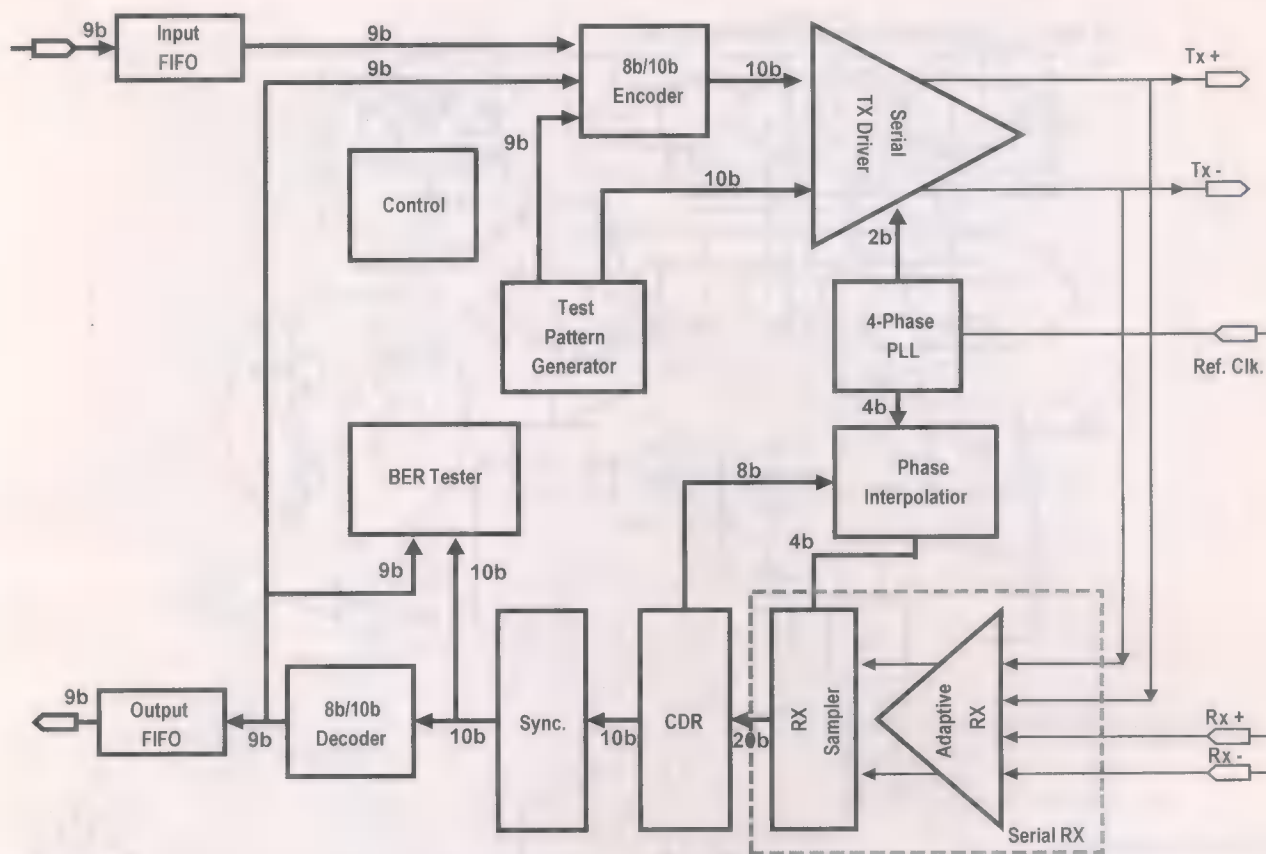 9b
Input
FIFO
9b
9b
8b/10b
Encoder
10b
Serial
TX Driver
Tx +
Tx -
9b
Control
10b
2b
Test
Pattern
Generator
4-Phase
PLL
Ref. Clk.
4b
BER Tester
8b
Phase
Interpolatior
4b
9b
10b
9b
Output
FIFO
9b
8b/10b
Decoder
10b
Sync.
10b
CDR
20b
RX
Sampler
Adaptive
RX
Rx +
Rx -
Serial RX